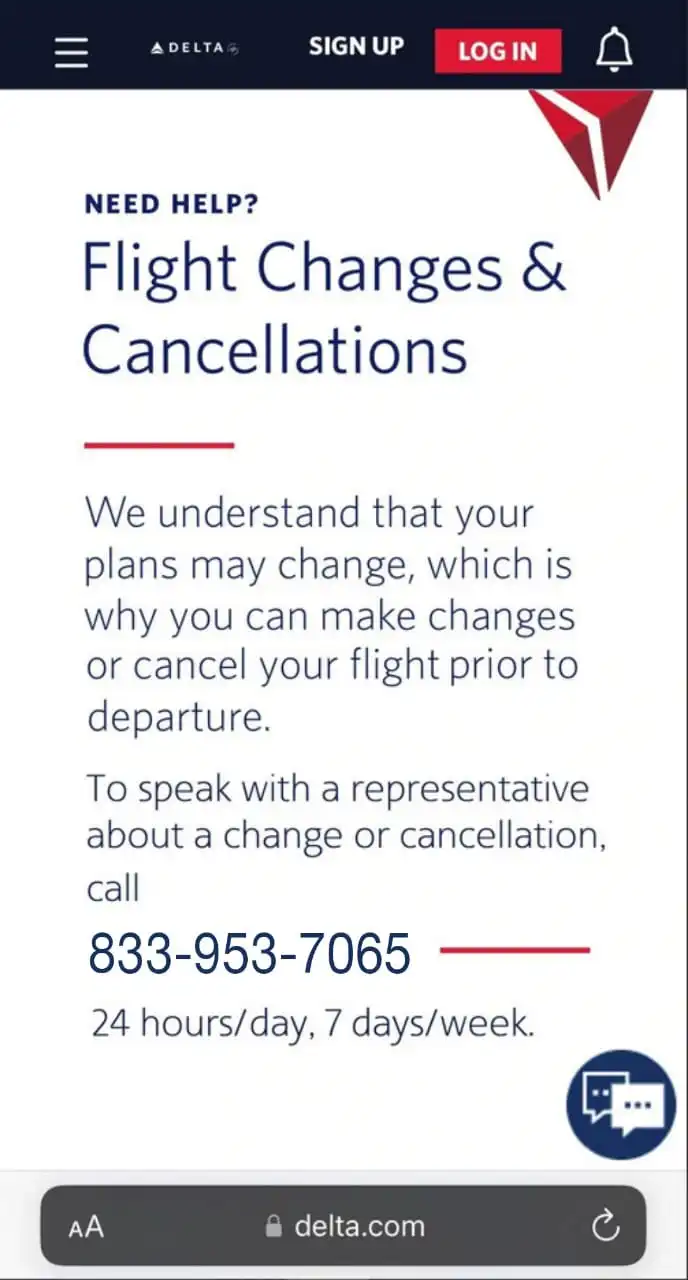 DELTA SIGN UP LOG IN
NEED HELP?
Flight Changes &
Cancellations
We understand that your
plans may change, which is
why you can make changes
or cancel your flight prior to
departure.
To speak with a representative
about a change or cancellation,
call
833-953-7065
24 hours/day, 7 days/week.
AA delta.com